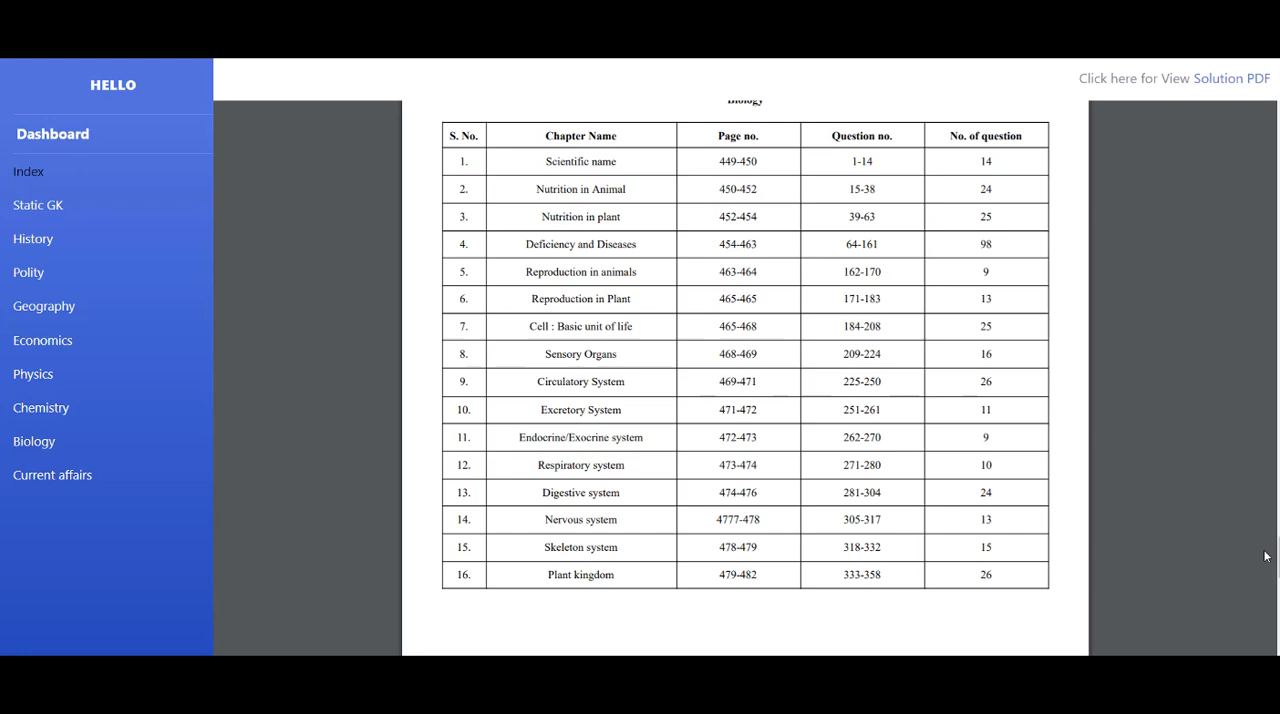 HELLO
Dashboard
Index
Static GK
History
Polity
Geography
Economics
Physics
Chemistry
Biology
Current affairs
Click here for View Solution PDF
Biology
S. No. Chapter Name Page no. Question no. No. of question
1. Scientific name 449-450 1-14 14
2. Nutrition in Animal 450-452 15-38 24
3. Nutrition in plant 452-454 39-63 25
4. Deficiency and Diseases 454-463 64-161 98
5. Reproduction in animals 463-464 162-170 9
6. Reproduction in Plant 465-465 171-183 13
7. Cell : Basic unit of life 465-468 184-208 25
8. Sensory Organs 468-469 209-224 16
9. Circulatory System 469-471 225-250 26
10. Excretory System 471-472 251-261 11
11. Endocrine/Exocrine system 472-473 262-270 9
12. Respiratory system 473-474 271-280 10
13. Digestive system 474-476 281-304 24
14. Nervous system 4777-478 305-317 13
15. Skeleton system 478-479 318-332 15
16. Plant kingdom 479-482 333-358 26